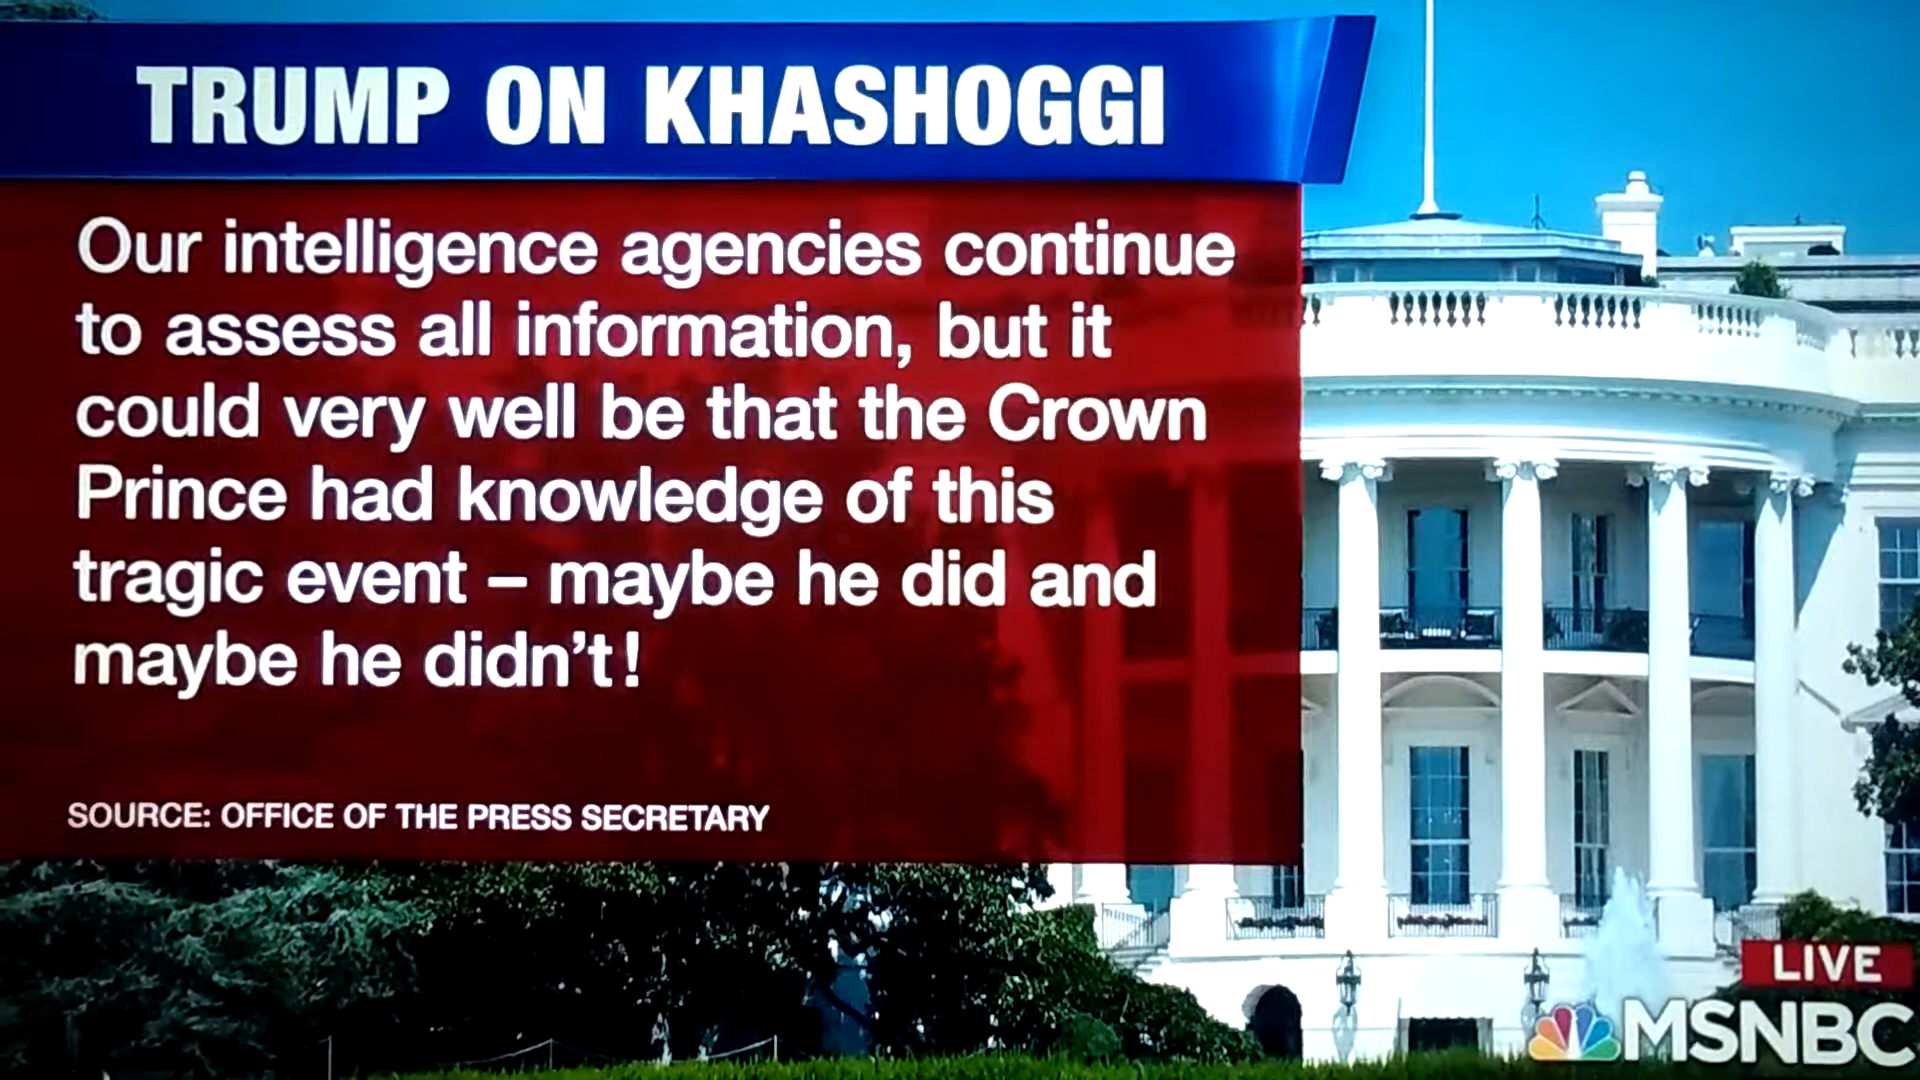 TRUMP ON KHASHOGGI
Our intelligence agencies continue
to assess all information, but it
could very well be that the Crown
Prince had knowledge of this
tragic event – maybe he did and
maybe he didn’t!
SOURCE: OFFICE OF THE PRESS SECRETARY
LIVE
MSNBC